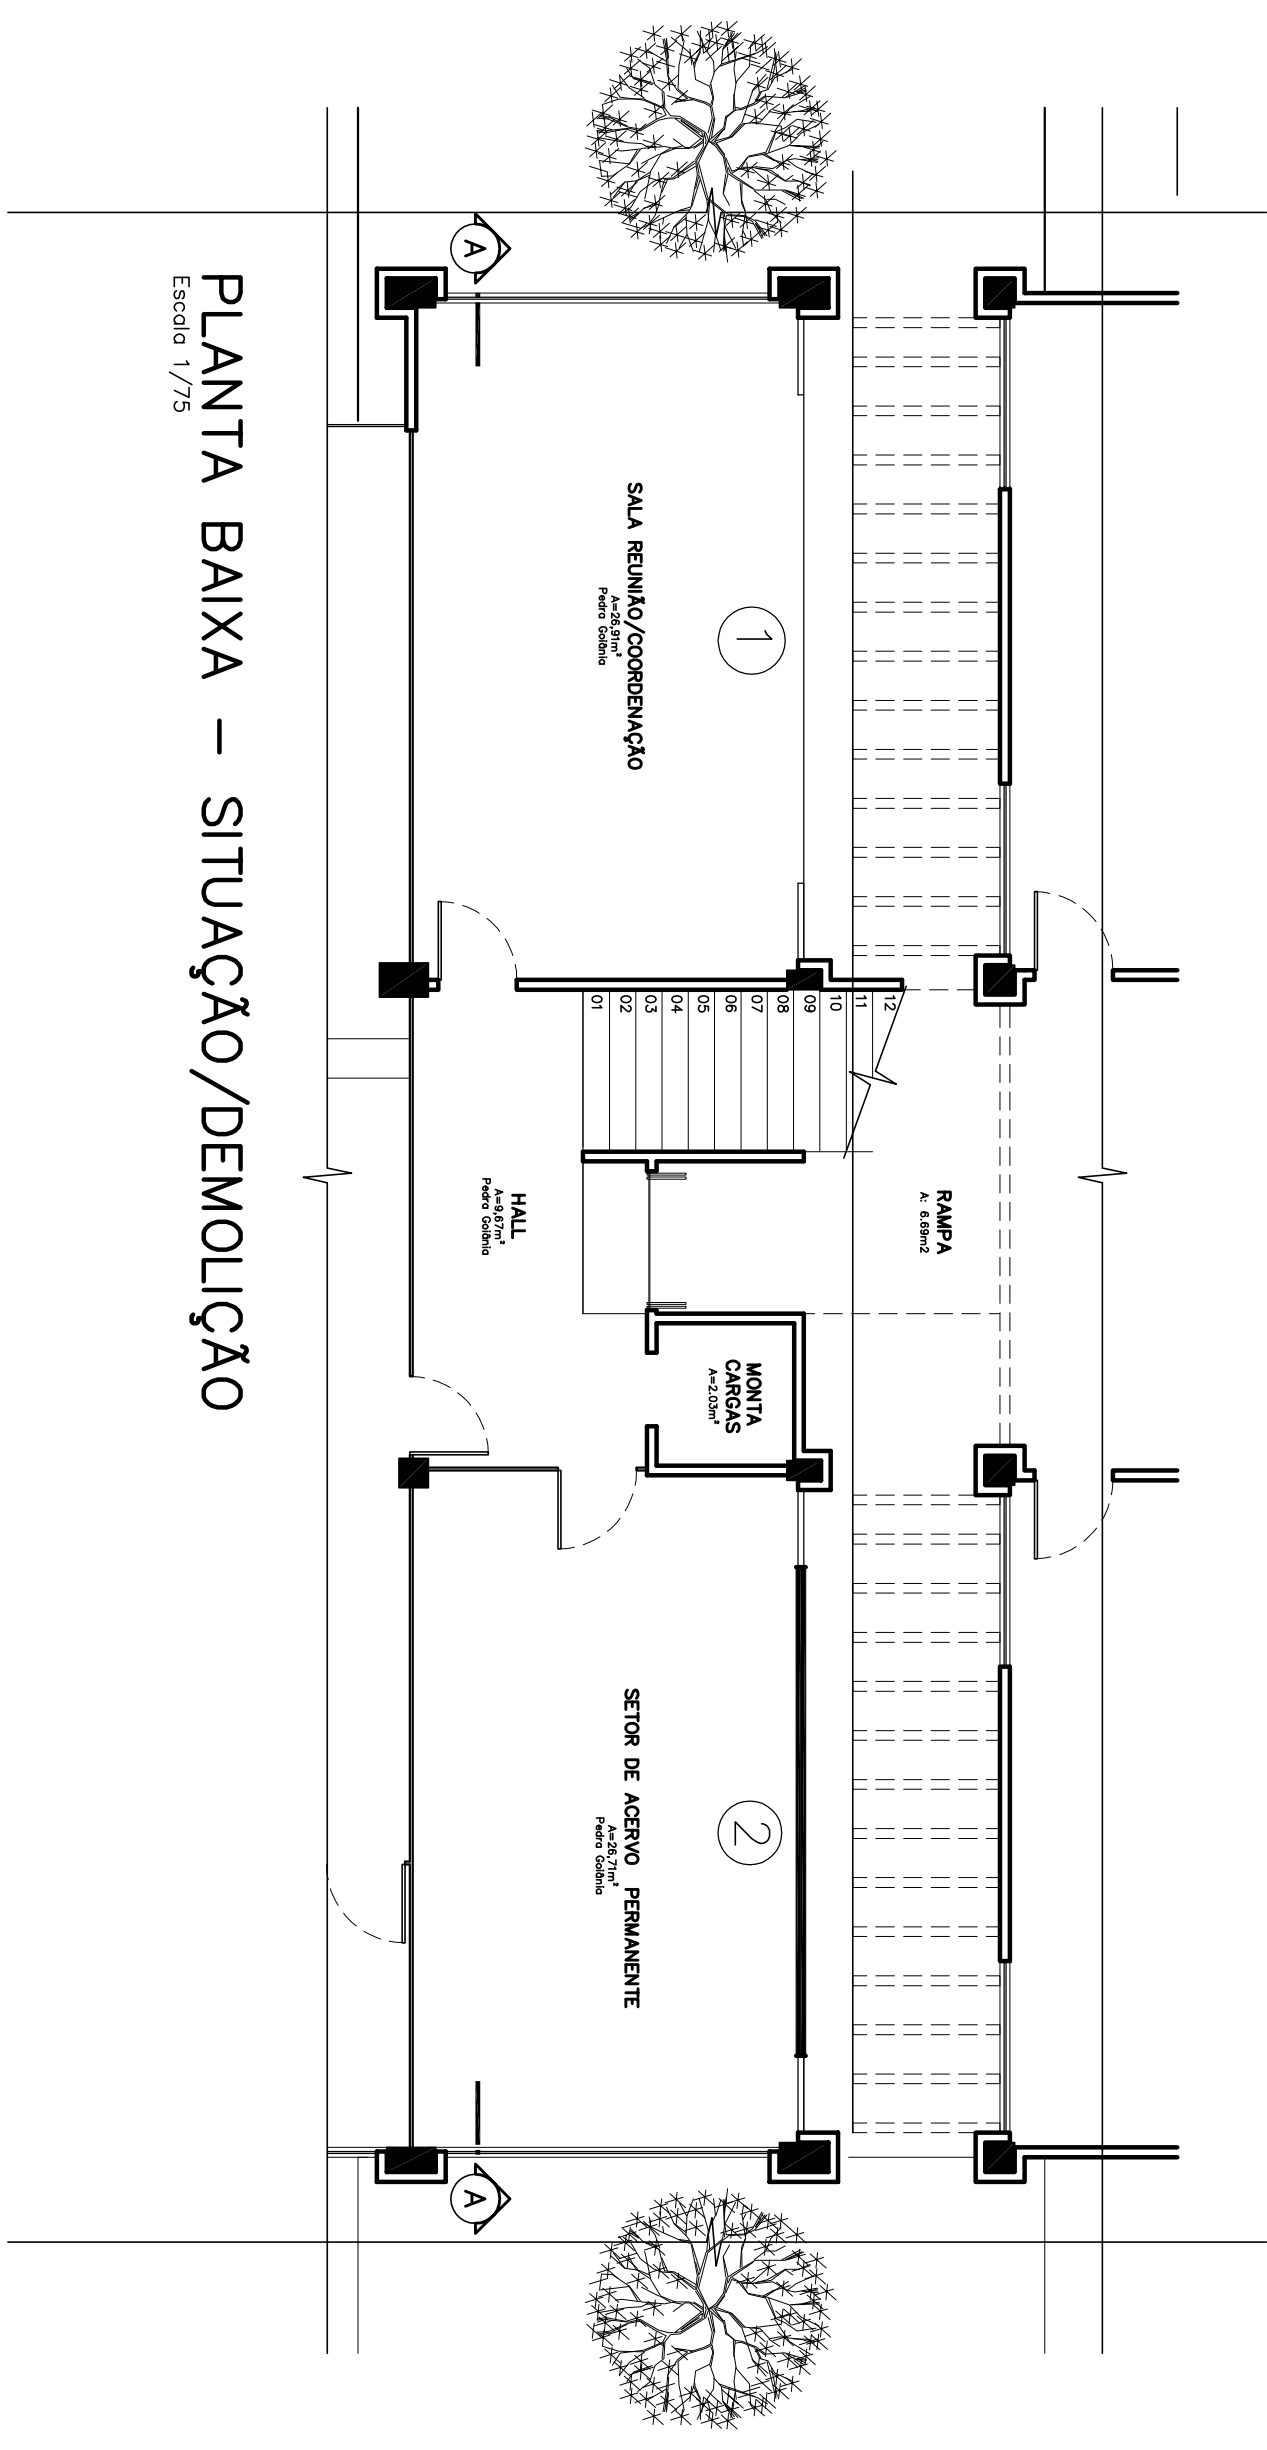 1
SALA REUNIÃO/COORDENAÇÃO
A=26,91m²
Pedra Goiânia
12
11
10
09
08
07
06
05
04
03
02
01
RAMPA
A: 6.69m2
HALL
A=9,67m²
Pedra Goiânia
MONTA
CARGAS
A=2.03m²
2
SETOR DE ACERVO PERMANENTE
A=26,71m²
Pedra Goiânia
A
A
PLANTA BAIXA – SITUAÇÃO/DEMOLIÇÃO
Escala 1/75